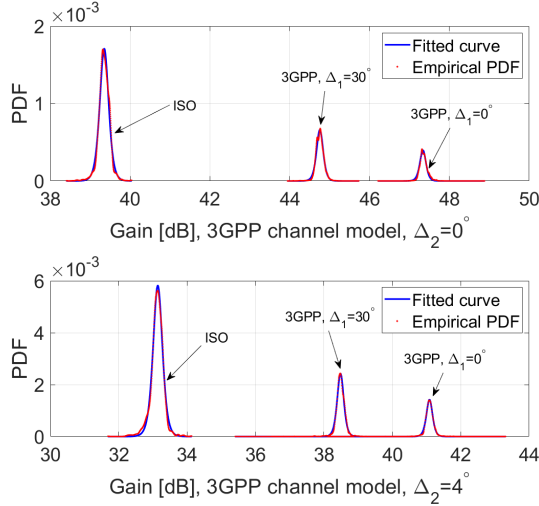 ×10⁻³
2
1
0
PDF
Fitted curve
Empirical PDF
ISO
3GPP, Δ₁=30°
3GPP, Δ₁=0°
38 40 42 44 46 48 50
Gain [dB], 3GPP channel model, Δ₂=0°
×10⁻³
6
4
2
0
PDF
Fitted curve
Empirical PDF
ISO
3GPP, Δ₁=30°
3GPP, Δ₁=0°
30 32 34 36 38 40 42 44
Gain [dB], 3GPP channel model, Δ₂=4°